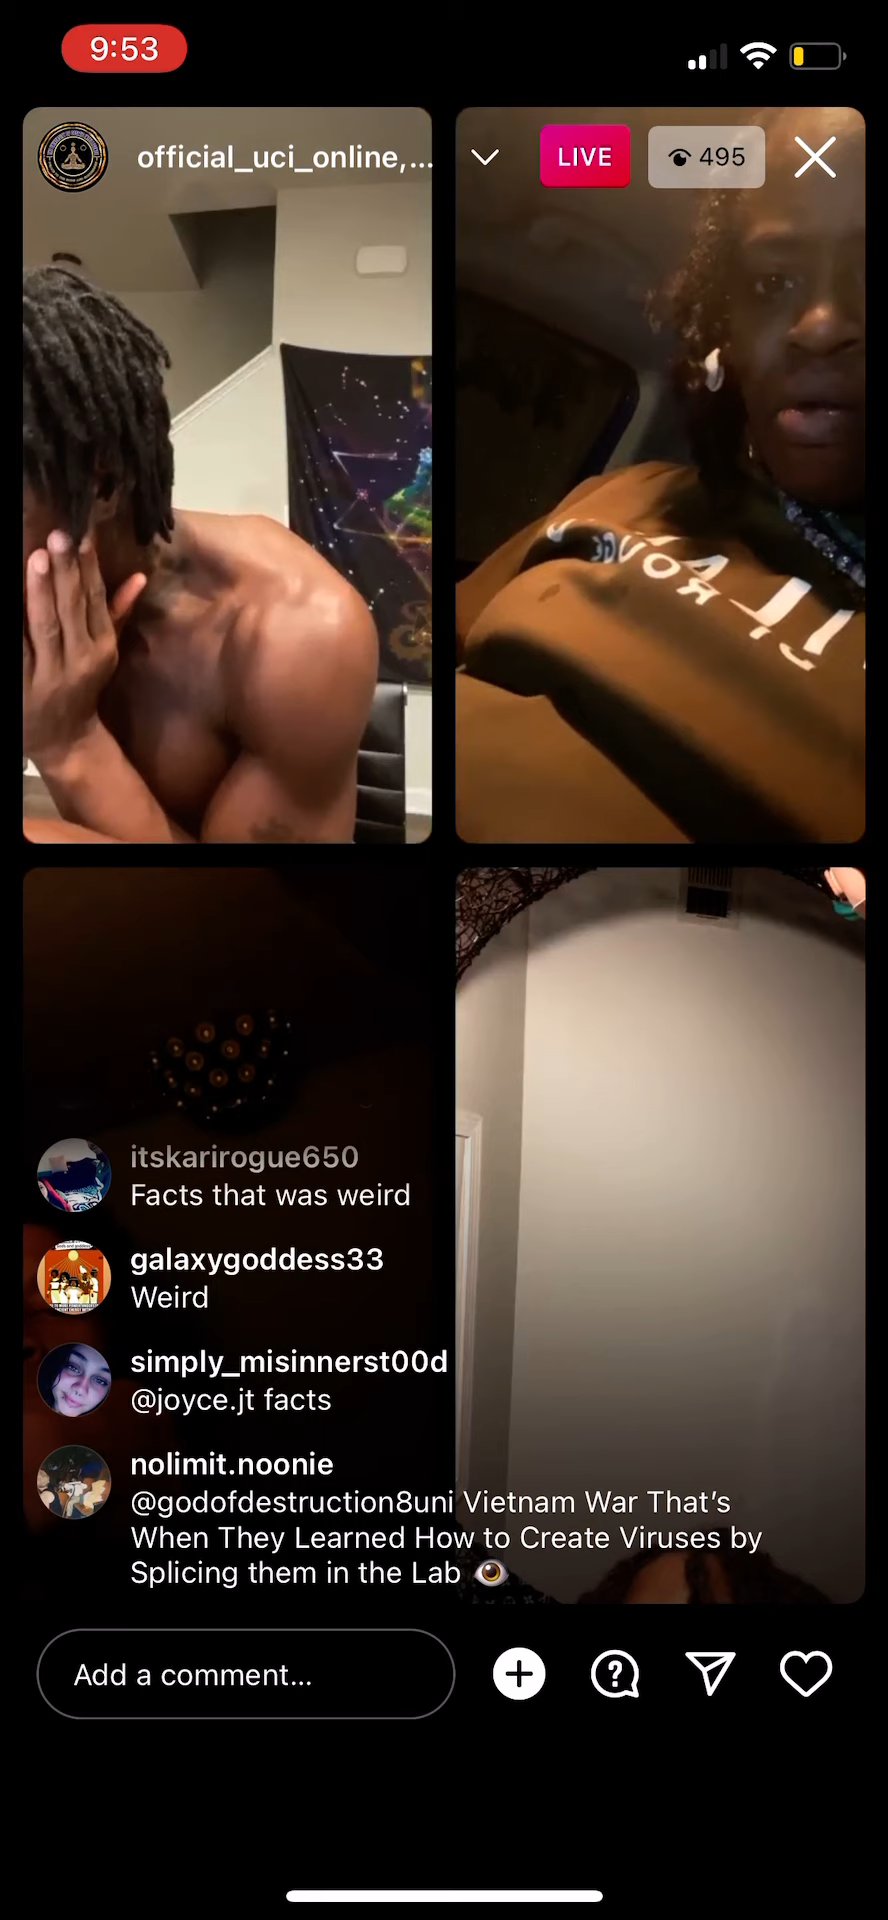 9:53
official_uci_online,...
LIVE
495
itskarirogue650
Facts that was weird
galaxygoddess33
Weird
simply_misinnerst00d
@joyce.jt facts
nolimit.noonie
@godofdestruction8uni Vietnam War That's
When They Learned How to Create Viruses by
Splicing them in the Lab 👁️
Add a comment...